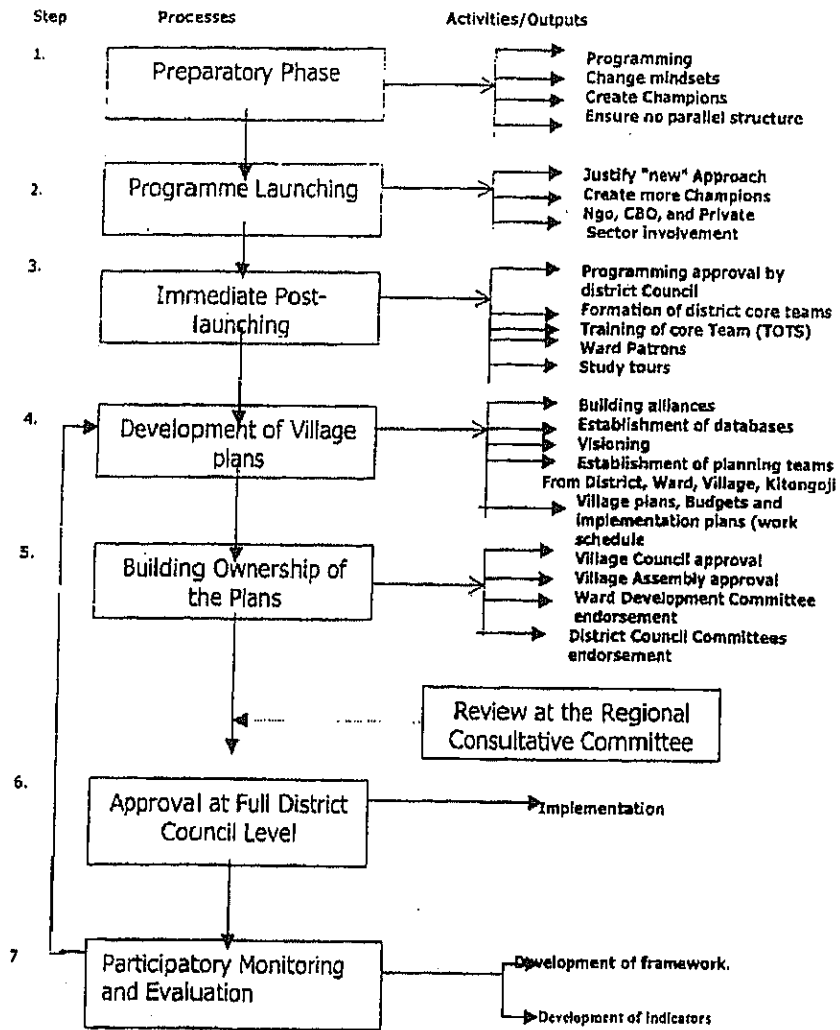 Step Processes Activities/Outputs
1.
Preparatory Phase
Programming
Change mindsets
Create Champions
Ensure no parallel structure
2.
Programme Launching
Justify "new" Approach
Create more Champions
Ngo, CBO, and Private
Sector involvement
3.
Immediate Post-
launching
Programming approval by
district Council
Formation of district core teams
Training of core Team (TOTS)
Ward Patrons
Study tours
4.
Development of Village
plans
Building alliances
Establishment of databases
Visioning
Establishment of planning teams
From District, Ward, Village, Kitongoji
Village plans, Budgets and
implementation plans (work
schedule
5.
Building Ownership of
the Plans
Village Council approval
Village Assembly approval
Ward Development Committee
endorsement
District Council Committees
endorsement
Review at the Regional
Consultative Committee
6.
Approval at Full District
Council Level
Implementation
7
Participatory Monitoring
and Evaluation
Development of framework.
Development of indicators